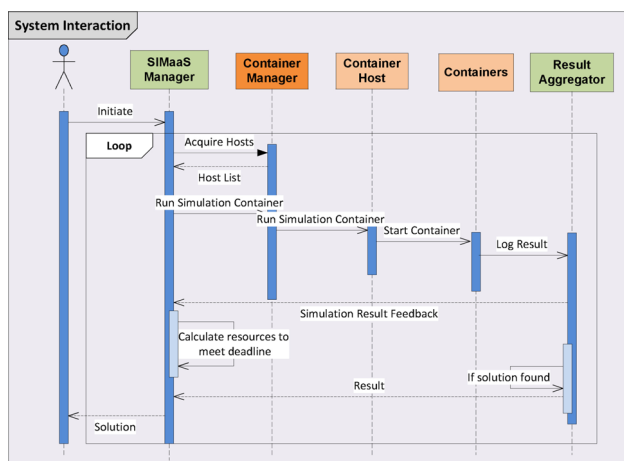 System Interaction
SIMaaS
Manager
Container
Manager
Container
Host
Containers
Result
Aggregator
Initiate
Loop
Acquire Hosts
Host List
Run Simulation Container
Run Simulation Container
Start Container
Log Result
Simulation Result Feedback
Calculate resources to
meet deadline
If solution found
Result
Solution